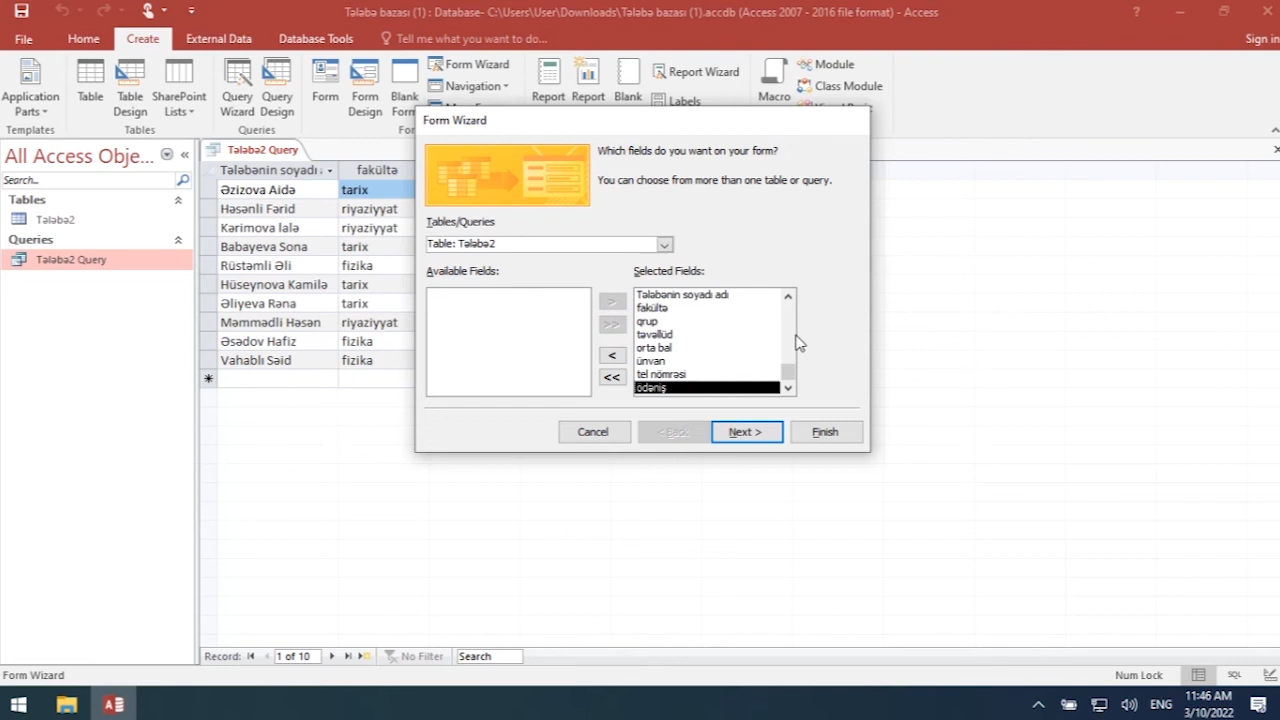 Tələbə bazası (1) : Database- C:\Users\User\Downloads\Tələbə bazası (1).accdb (Access 2007 - 2016 file format) - Access
File Home Create External Data Database Tools Tell me what you want to do... Sign in
Application Parts
Table
Table Design
SharePoint Lists
Query Wizard
Query Design
Form
Form Design
Blank Form
Form Wizard
Navigation
Report
Report
Blank
Report Wizard
Labels
Macro
Module
Class Module
Templates Tables Queries
Form Wizard
All Access Obje...
Search...
Tables
Tələbə2
Queries
Tələbə2 Query
Tələbə2 Query
Tələbənin soyadı fakültə
Əzizova Aidə tarix
Həsənli Fərid riyaziyyat
Kərimova lalə riyaziyyat
Babayeva Sona tarix
Rüstəmli Əli fizika
Hüseynova Kamilə tarix
Əliyeva Rəna tarix
Məmmədli Həsən riyaziyyat
Əsədov Hafiz fizika
Vahablı Səid fizika
Which fields do you want on your form?
You can choose from more than one table or query.
Tables/Queries
Table: Tələbə2
Available Fields: Selected Fields:
Tələbənin soyadı adı
fakültə
qrup
təvəllüd
orta bal
ünvan
tel nömrəsi
ödəniş
>
>>
<
<<
Cancel < Back Next > Finish
Record: 1 of 10 No Filter Search
Form Wizard Num Lock SQL
ENG 11:46 AM
3/10/2022